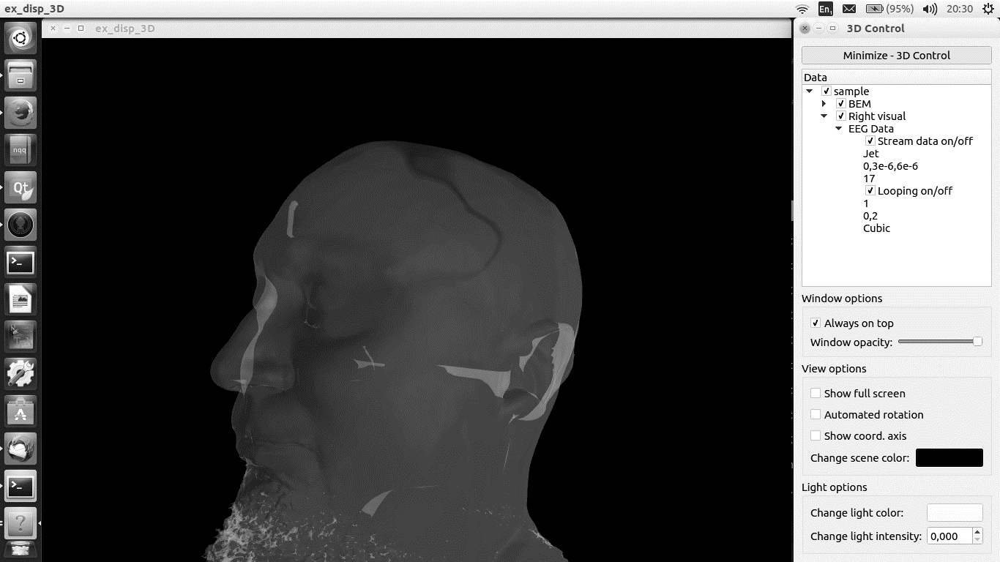 ex_disp_3D
En1
(95%)
20:30
ex_disp_3D
3D Control
Minimize - 3D Control
Data
sample
BEM
Right visual
EEG Data
Stream data on/off
Jet
0,3e-6,6e-6
17
Looping on/off
1
0,2
Cubic
Window options
Always on top
Window opacity:
View options
Show full screen
Automated rotation
Show coord. axis
Change scene color:
Light options
Change light color:
Change light intensity: 0,000
nqq
Qt
>_
A
>_
?